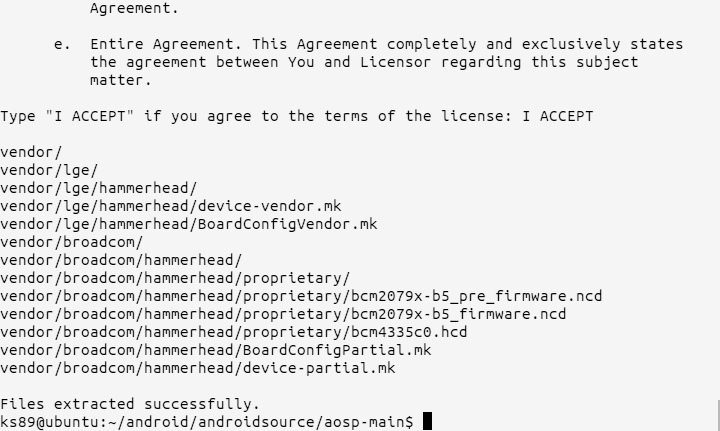 Agreement.
e. Entire Agreement. This Agreement completely and exclusively states
the agreement between You and Licensor regarding this subject
matter.
Type "I ACCEPT" if you agree to the terms of the license: I ACCEPT
vendor/
vendor/lge/
vendor/lge/hammerhead/
vendor/lge/hammerhead/device-vendor.mk
vendor/lge/hammerhead/BoardConfigVendor.mk
vendor/broadcom/
vendor/broadcom/hammerhead/
vendor/broadcom/hammerhead/proprietary/
vendor/broadcom/hammerhead/proprietary/bcm2079x-b5_pre_firmware.ncd
vendor/broadcom/hammerhead/proprietary/bcm2079x-b5_firmware.ncd
vendor/broadcom/hammerhead/proprietary/bcm4335c0.hcd
vendor/broadcom/hammerhead/BoardConfigPartial.mk
vendor/broadcom/hammerhead/device-partial.mk
Files extracted successfully.
ks89@ubuntu:~/android/androidsource/aosp-main$